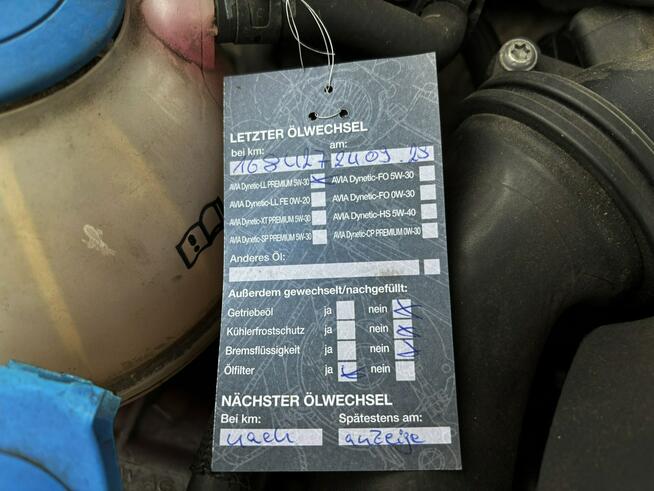 LETZTER ÖLWECHSEL
bei km: am:
168427 2409.25
AVIA Dynetic-LL PREMIUM 5W-30 AVIA Dynetic-FO 5W-30
AVIA Dynetic-LL FE 0W-20 AVIA Dynetic-FO 0W-30
AVIA Dynetic-XT PREMIUM 5W-30 AVIA Dynetic-HS 5W-40
AVIA Dynetic-SP PREMIUM 5W-30 AVIA Dynetic-CP PREMIUM 0W-30
Anderes Öl:
Außerdem gewechselt/nachgefüllt:
Getriebeöl ja nein
Kühlerfrostschutz ja nein
Bremsflüssigkeit ja nein
Ölfilter ja nein
NÄCHSTER ÖLWECHSEL
Bei km: Spätestens am:
nach anzeige